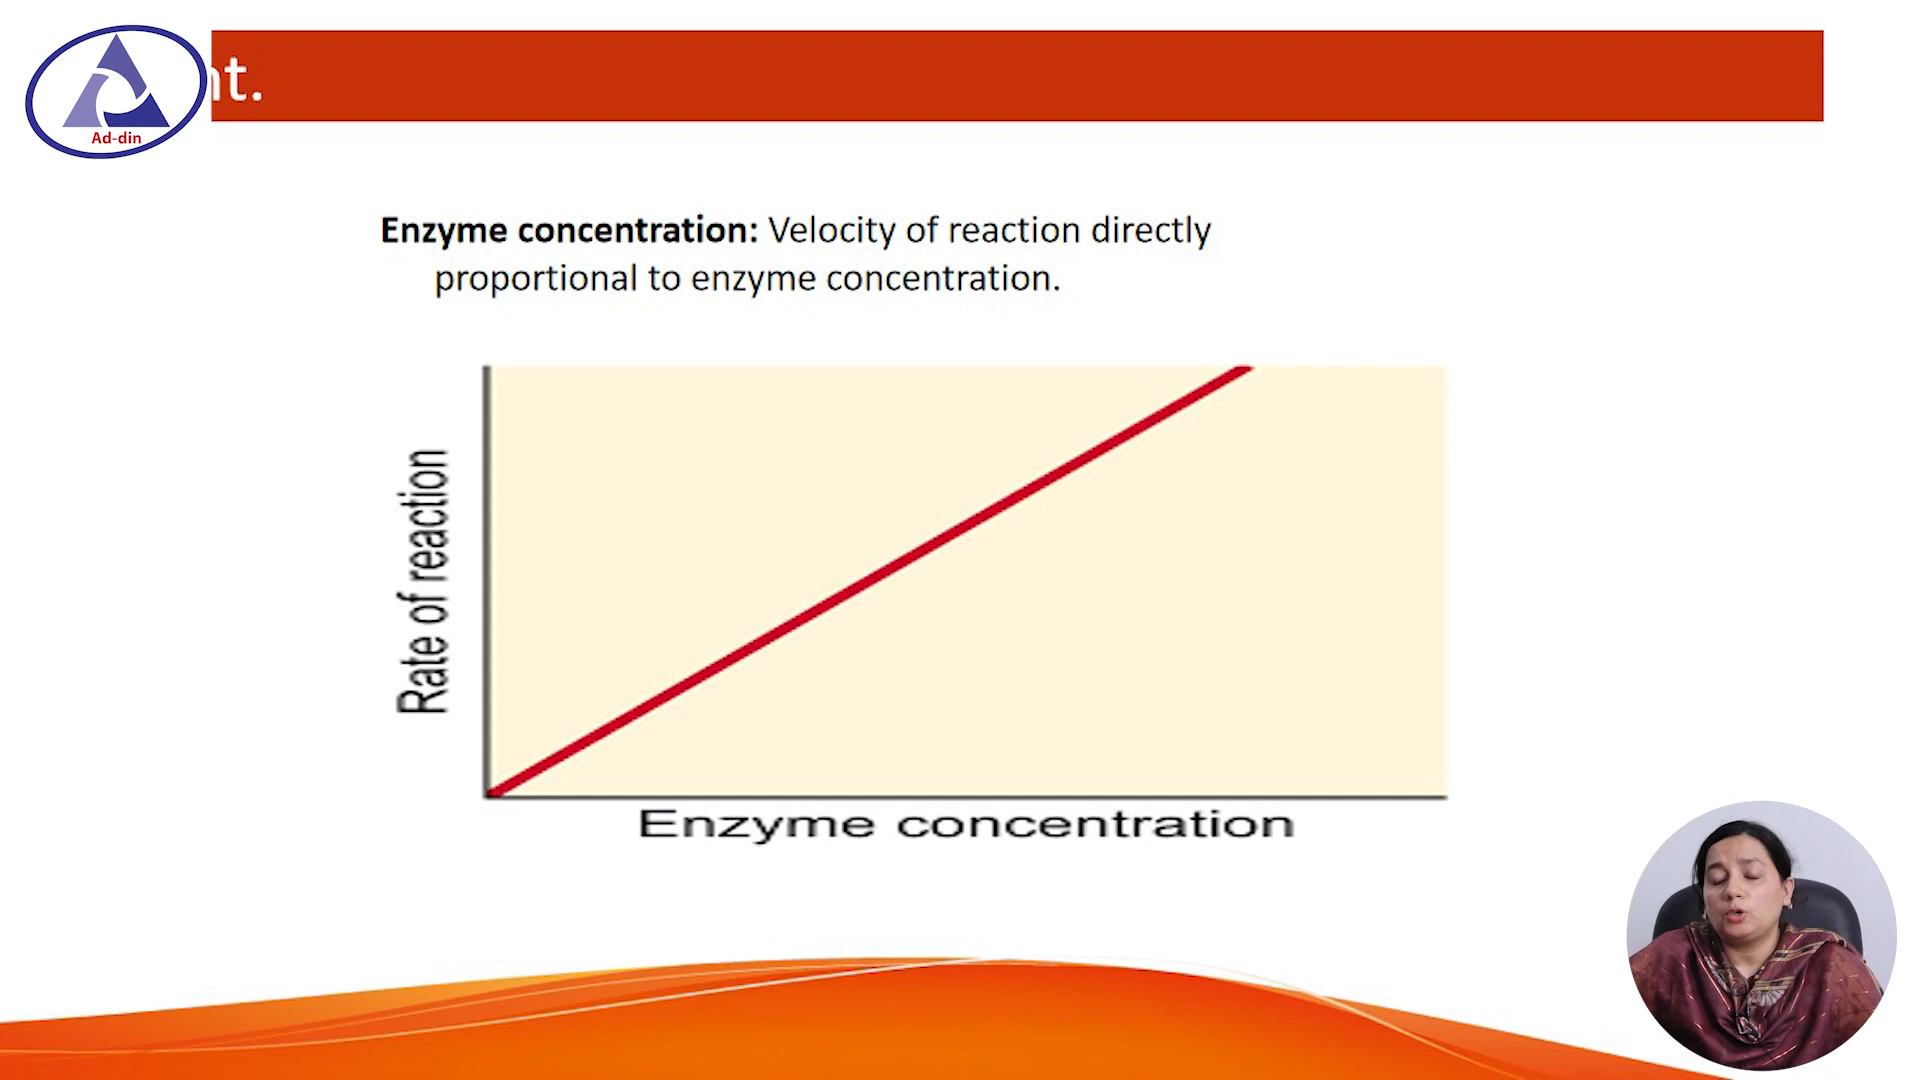 Ad-din
nt.
Enzyme concentration: Velocity of reaction directly
proportional to enzyme concentration.
Rate of reaction
Enzyme concentration